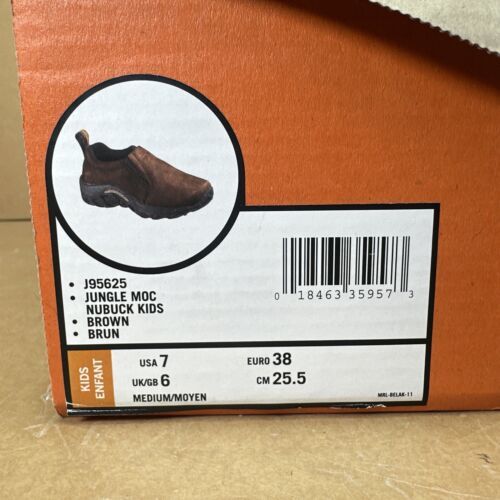 • J95625
• JUNGLE MOC
NUBUCK KIDS
• BROWN
• BRUN
0 18463 35957 3
KIDS
ENFANT
USA 7
EURO 38
UK/GB 6
CM 25.5
MEDIUM/MOYEN
MRL-BELAK-11